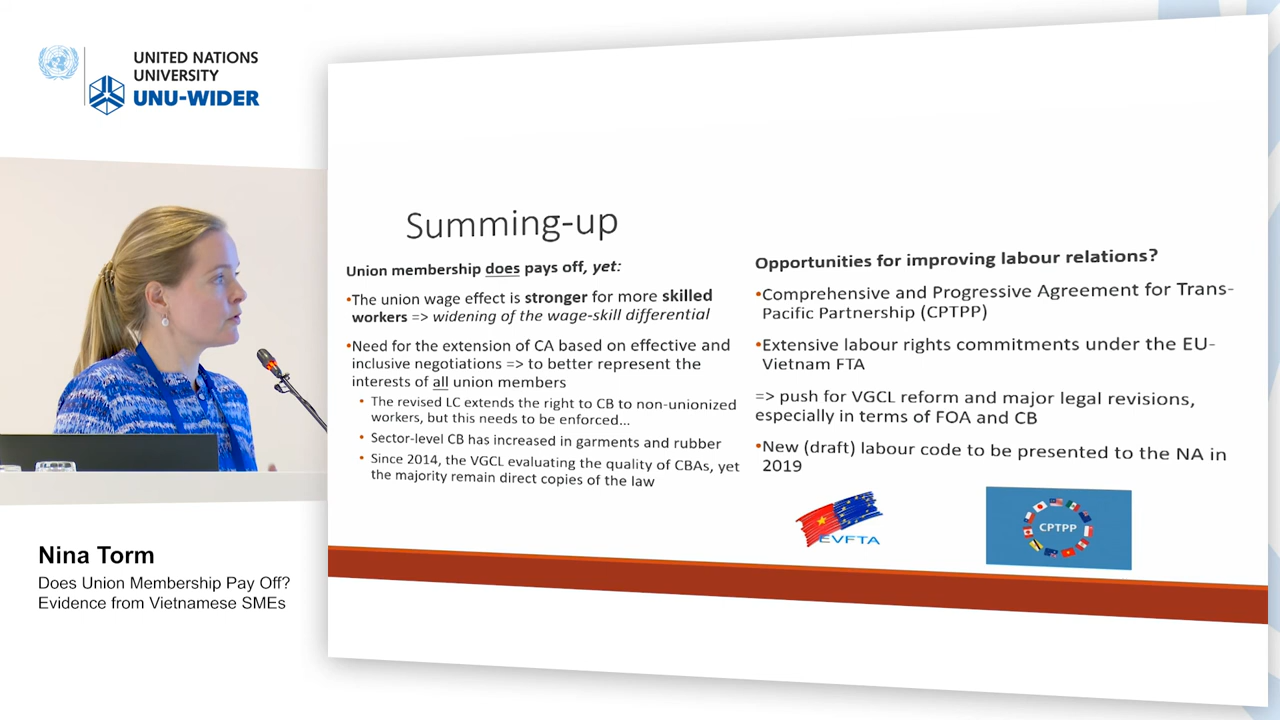 UNITED NATIONS
UNIVERSITY
UNU-WIDER
Nina Torm
Does Union Membership Pay Off?
Evidence from Vietnamese SMEs
Summing-up
Union membership does pays off, yet:
•The union wage effect is stronger for more skilled
workers => widening of the wage-skill differential
•Need for the extension of CA based on effective and
inclusive negotiations => to better represent the
interests of all union members
• The revised LC extends the right to CB to non-unionized
workers, but this needs to be enforced...
• Sector-level CB has increased in garments and rubber
• Since 2014, the VGCL evaluating the quality of CBAs, yet
the majority remain direct copies of the law
Opportunities for improving labour relations?
•Comprehensive and Progressive Agreement for Trans-
Pacific Partnership (CPTPP)
•Extensive labour rights commitments under the EU-
Vietnam FTA
=> push for VGCL reform and major legal revisions,
especially in terms of FOA and CB
•New (draft) labour code to be presented to the NA in
2019
EVFTA
CPTPP